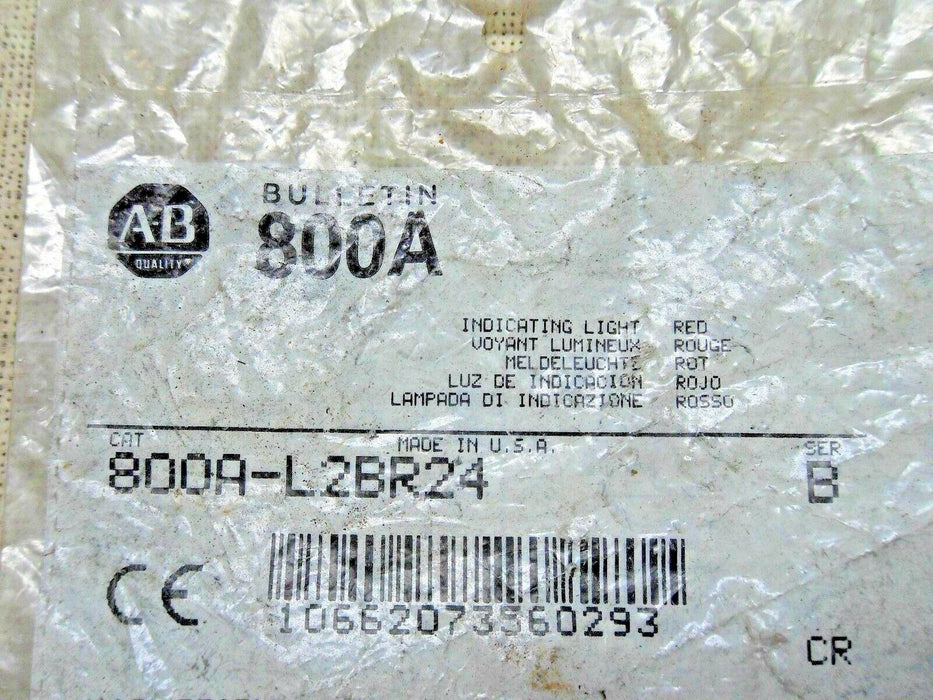 AB
QUALITY
BULLETIN
800A
INDICATING LIGHT RED
VOYANT LUMINEUX ROUGE
MELDELEUCHTE ROT
LUZ DE INDICACION ROJO
LAMPADA DI INDICAZIONE ROSSO
CAT MADE IN U.S.A. SER
800A-L2BR24 B
CE
10662073360293
CR